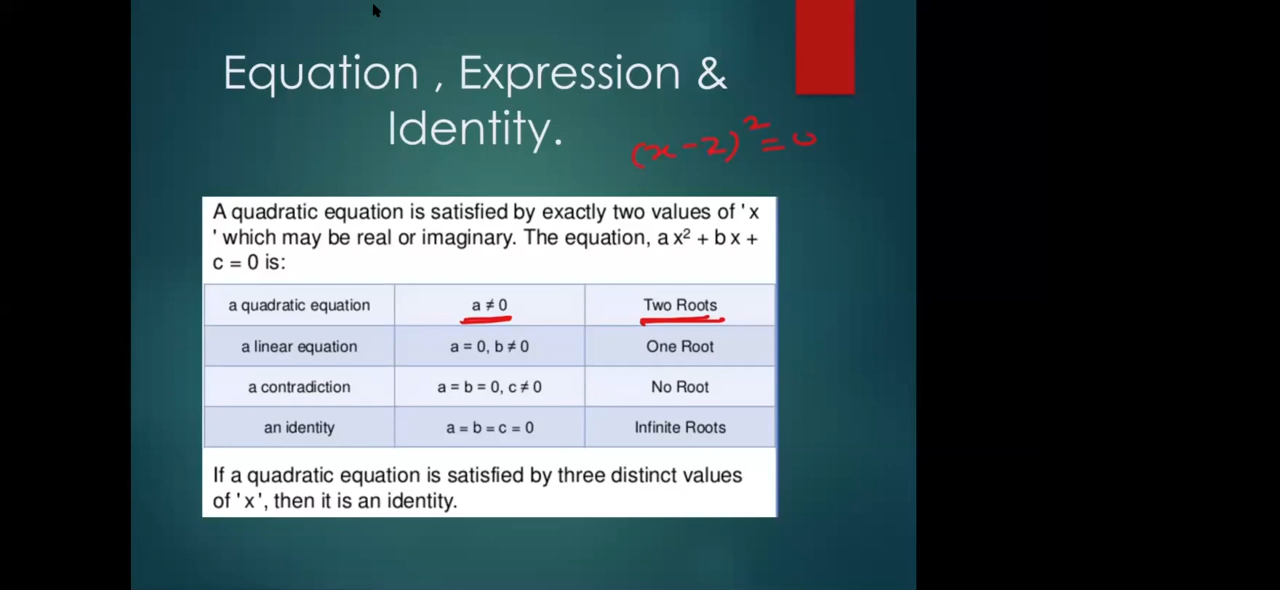 Equation , Expression &
Identity.
(x-2)²=0
A quadratic equation is satisfied by exactly two values of ' x
' which may be real or imaginary. The equation, a x² + b x +
c = 0 is:
a quadratic equation a ≠ 0 Two Roots
a linear equation a = 0, b ≠ 0 One Root
a contradiction a = b = 0, c ≠ 0 No Root
an identity a = b = c = 0 Infinite Roots
If a quadratic equation is satisfied by three distinct values
of ' x ', then it is an identity.